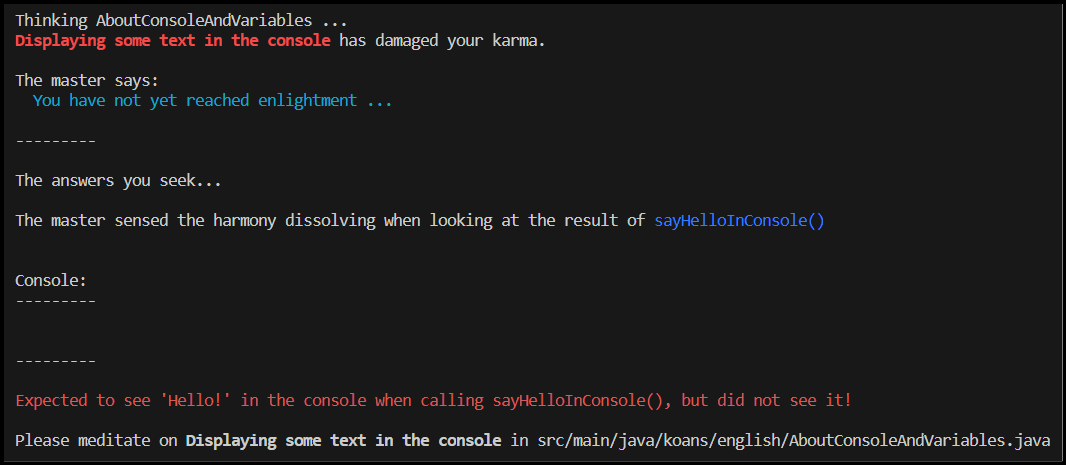 Thinking AboutConsoleAndVariables ...
Displaying some text in the console has damaged your karma.
The master says:
You have not yet reached enlightment ...
---------
The answers you seek...
The master sensed the harmony dissolving when looking at the result of sayHelloInConsole()
Console:
---------
---------
Expected to see 'Hello!' in the console when calling sayHelloInConsole(), but did not see it!
Please meditate on Displaying some text in the console in src/main/java/koans/english/AboutConsoleAndVariables.java